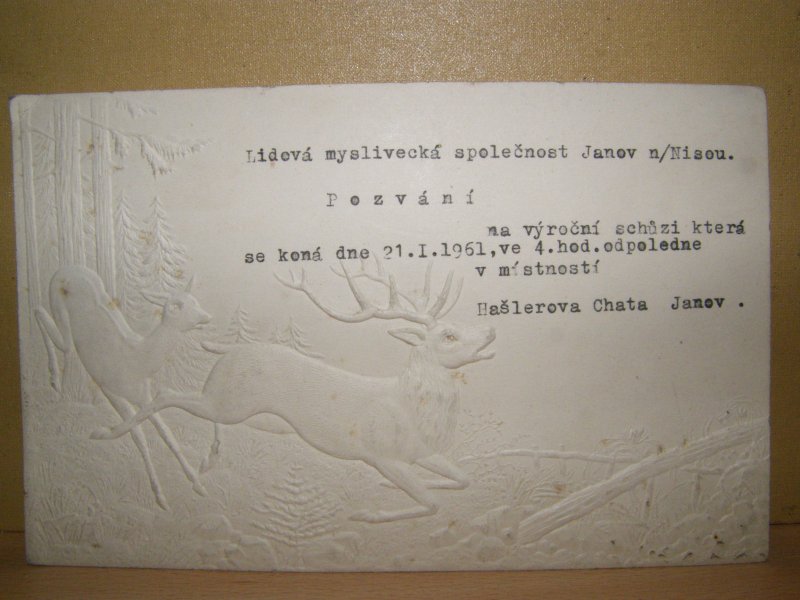 Lidová myslivecká společnost Janov n/Nisou.
Pozvání
na výroční schůzi která
se koná dne 21.I.1961,ve 4.hod.odpoledne
v místností
Hašlerova Chata Janov .